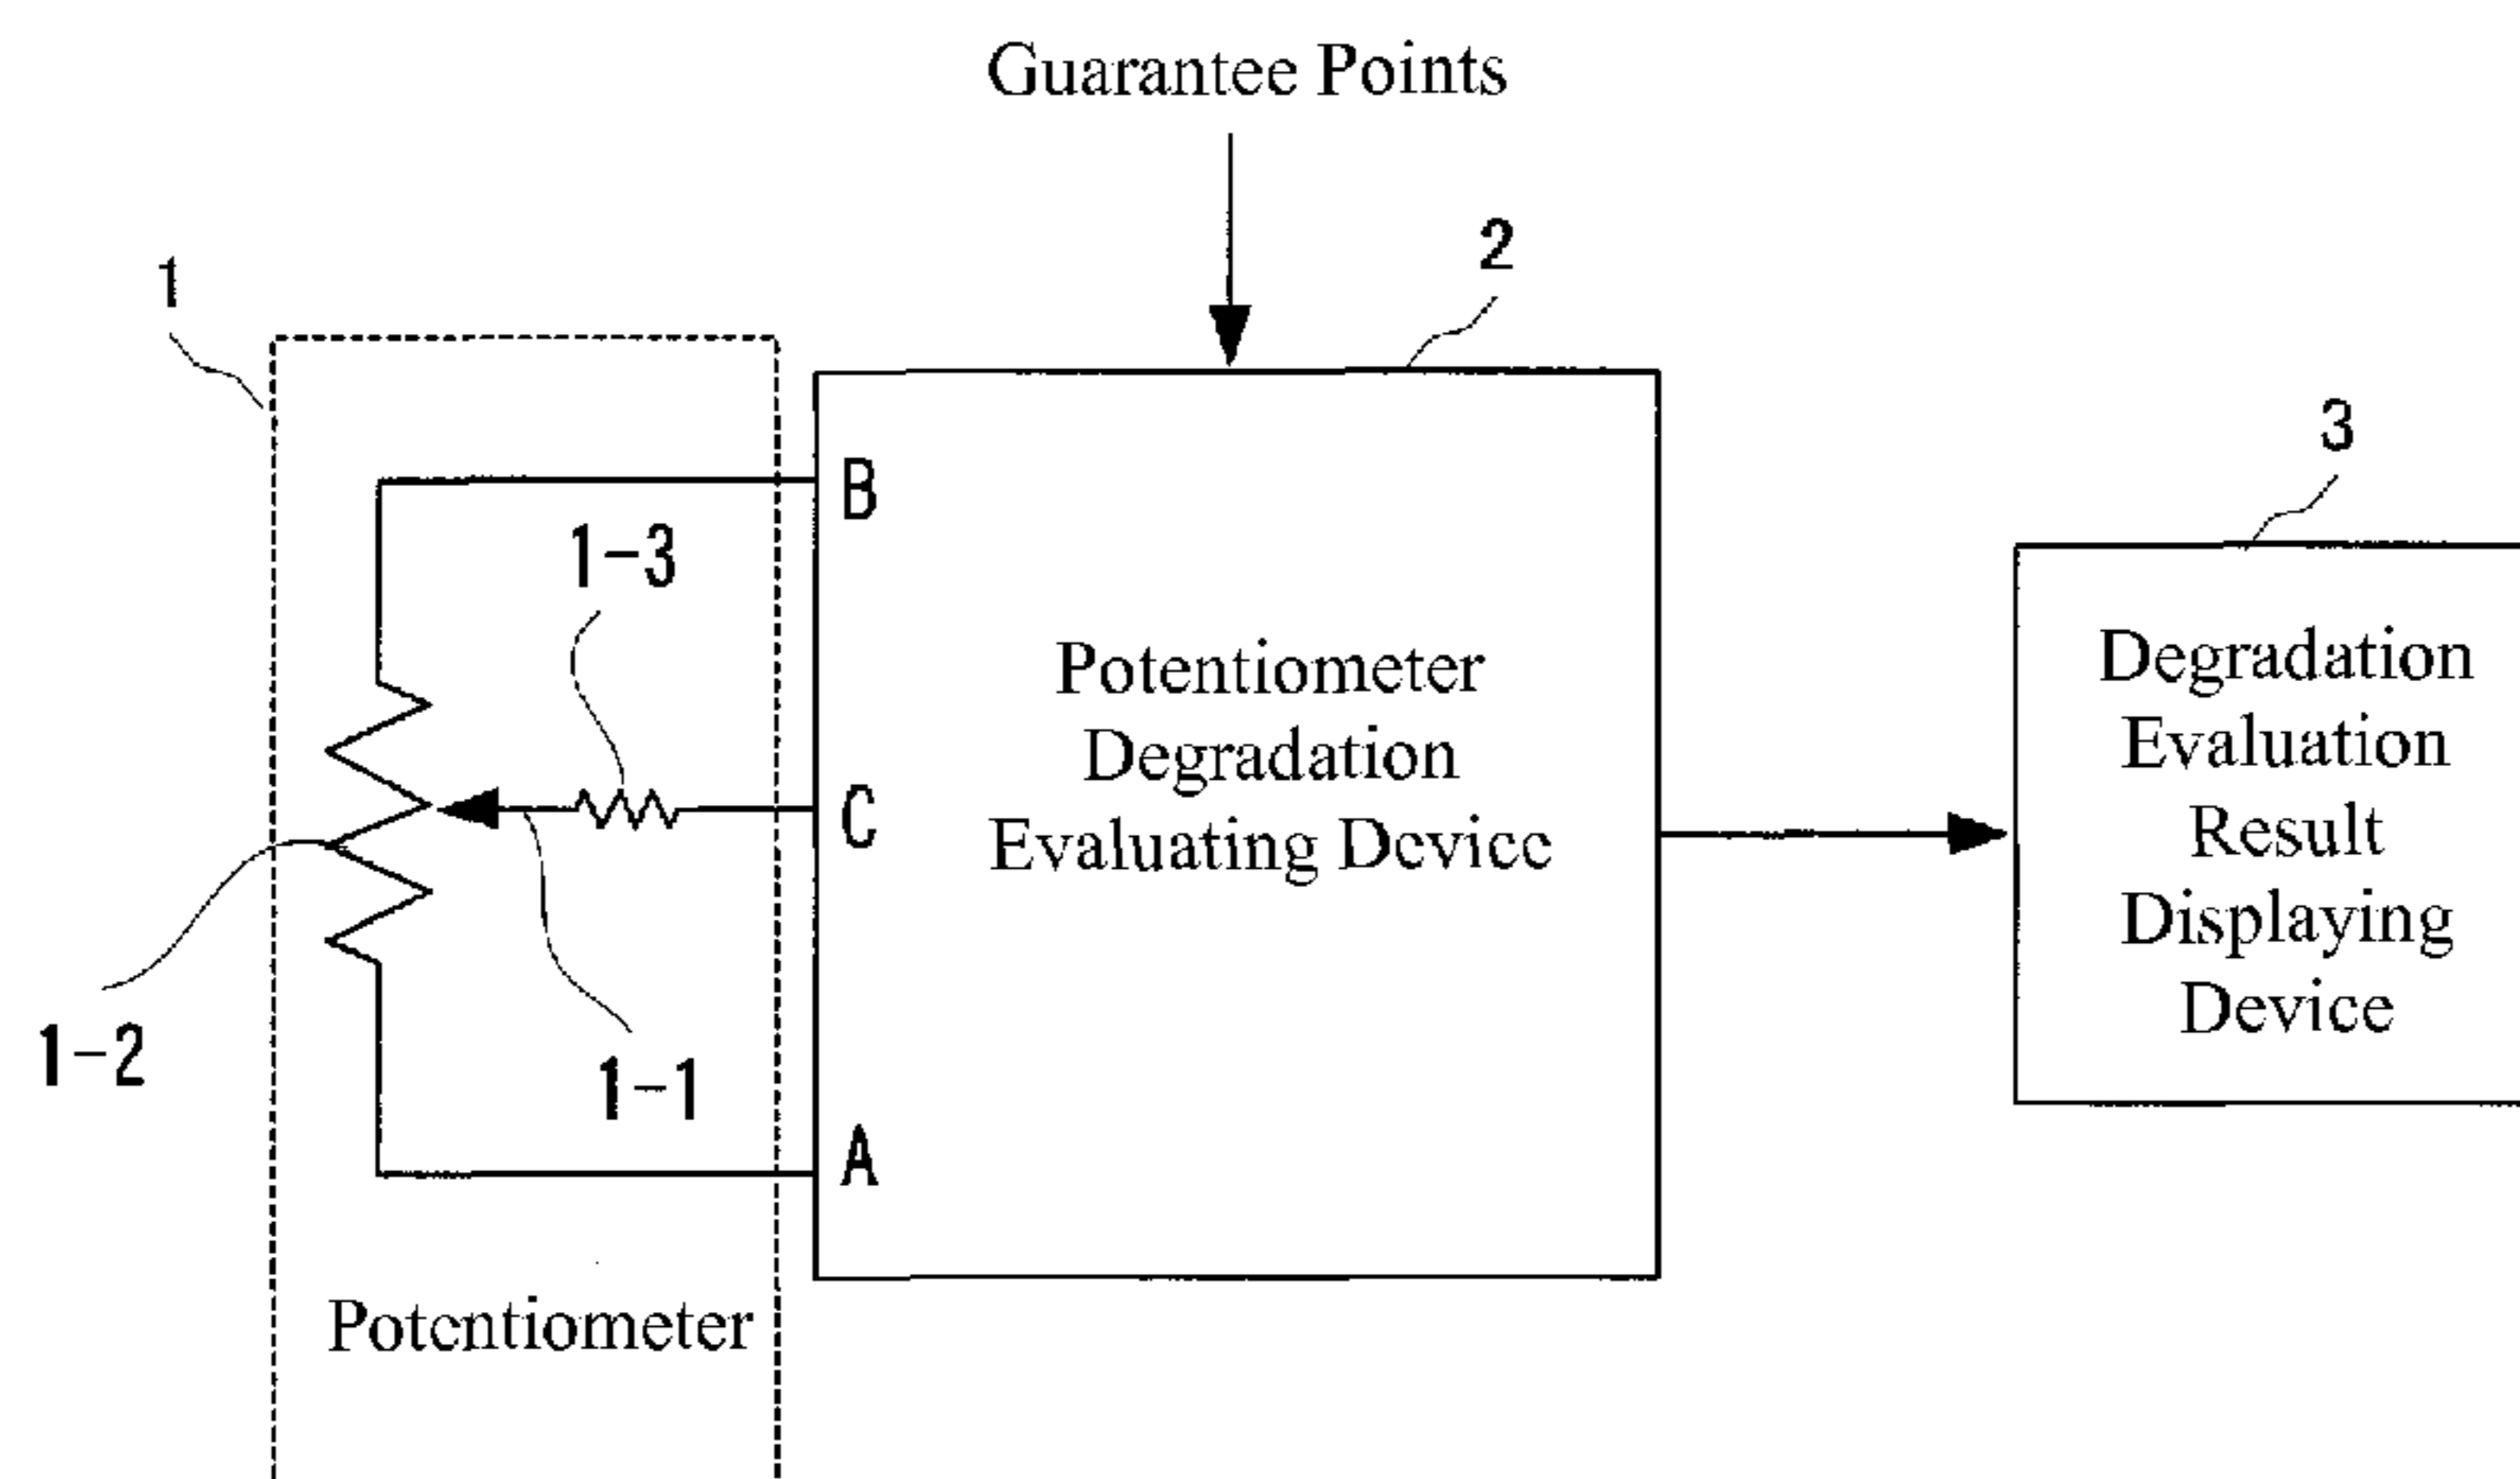 Guarantee Points
2
1
3
B
1-3
Potentiometer
Degradation
Evaluating Device
C
Degradation
Evaluation
Result
Displaying
Device
1-2
1-1
A
Potentiometer